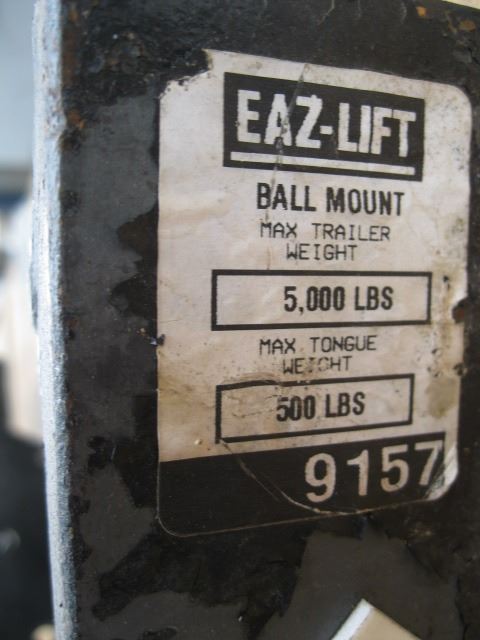 EAZ-LIFT
BALL MOUNT
MAX TRAILER
WEIGHT
5,000 LBS
MAX TONGUE
WEIGHT
500 LBS
9157